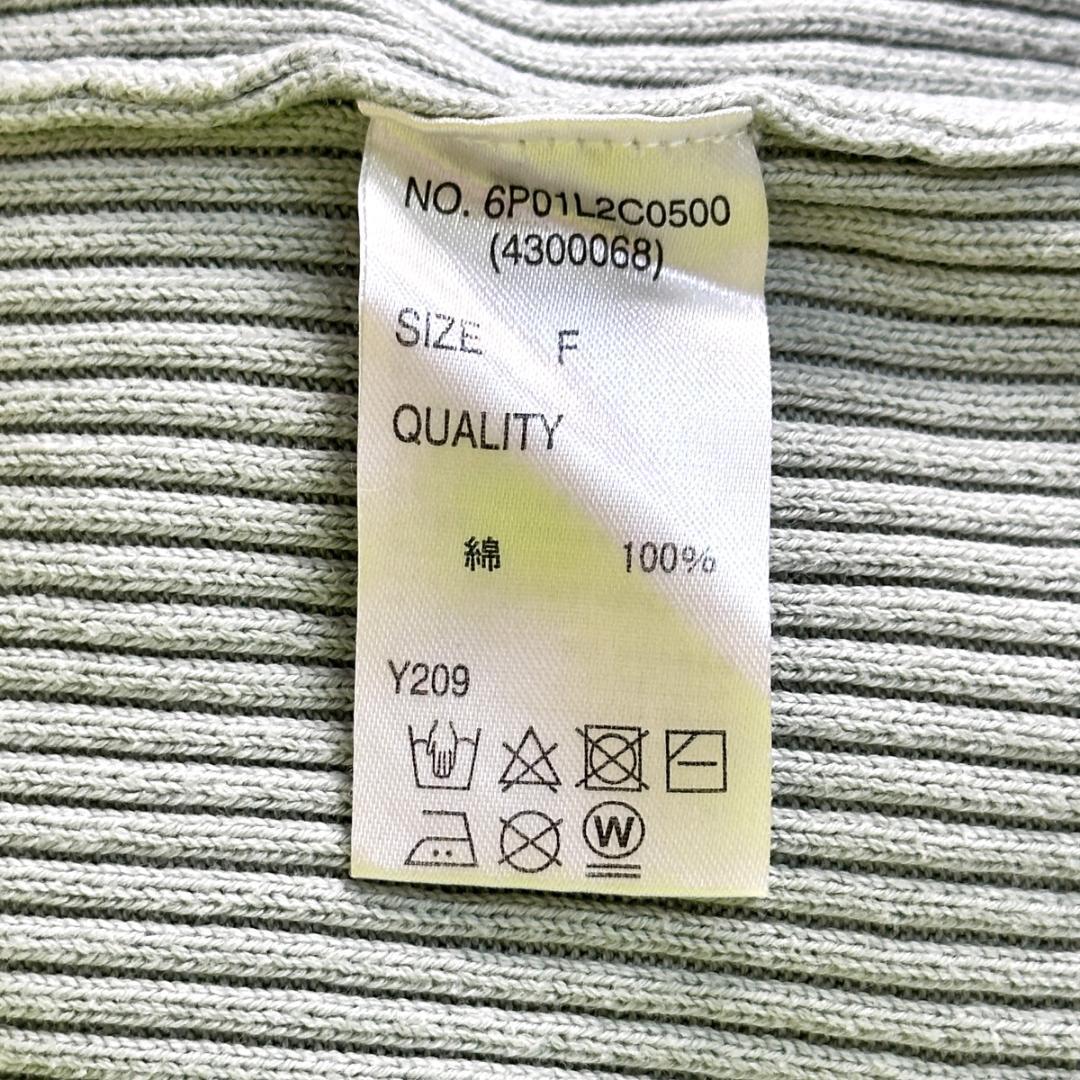 NO. 6P01L2C0500
(4300068)
SIZE F
QUALITY
綿 100%
Y209
W